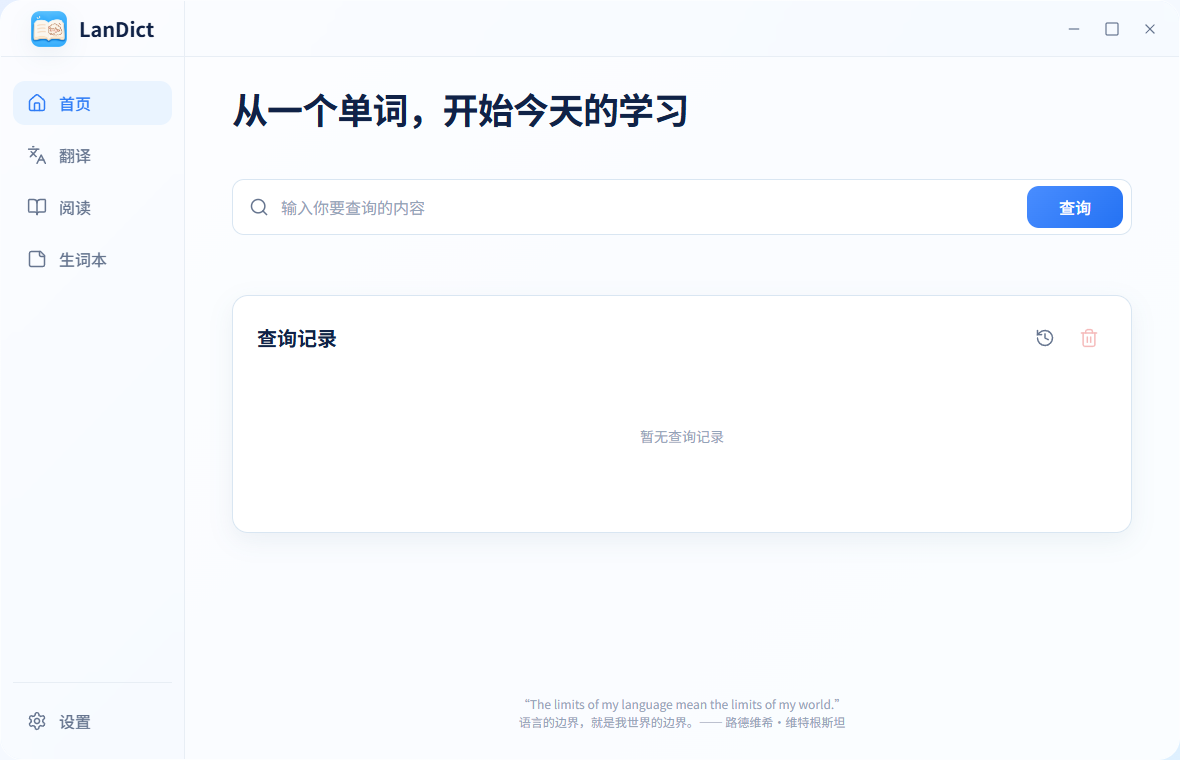 LanDict
首页
翻译
阅读
生词本
设置
从一个单词，开始今天的学习
输入你要查询的内容
查询
查询记录
暂无查询记录
“The limits of my language mean the limits of my world.”
语言的边界，就是我世界的边界。—— 路德维希·维特根斯坦